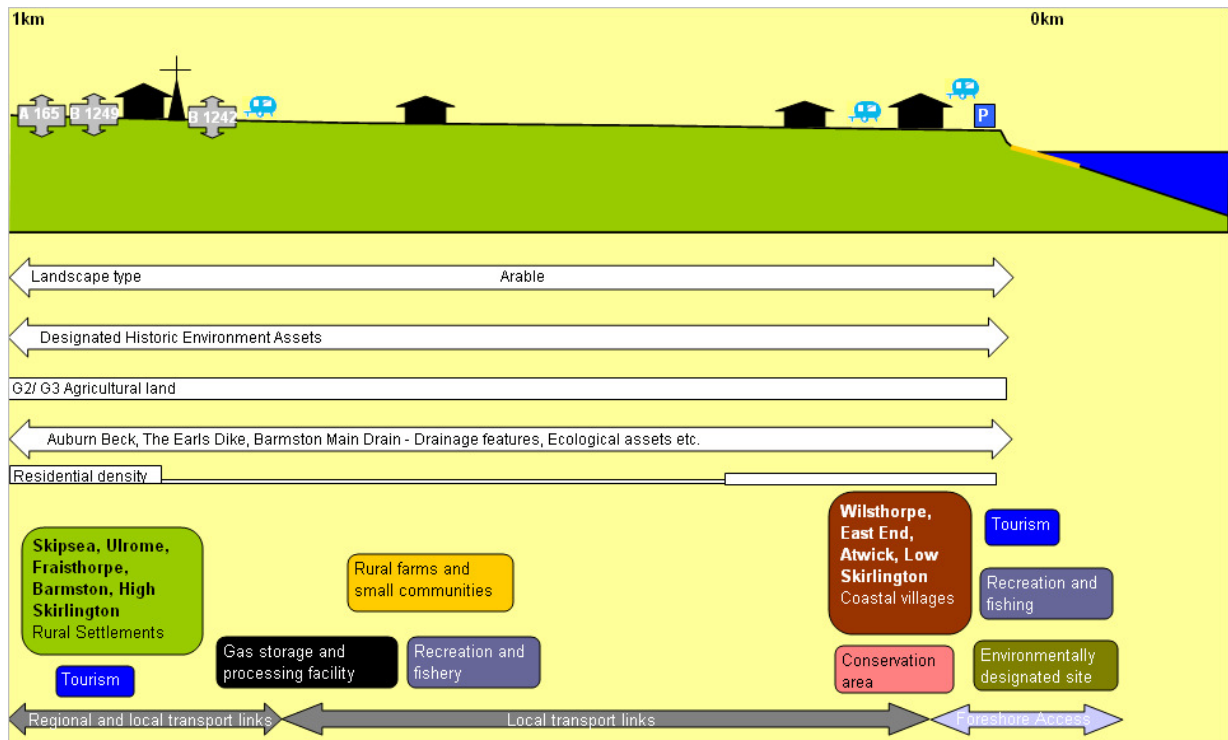 1km
0km
A 165
B 1249
B 1242
P
Landscape type
Arable
Designated Historic Environment Assets
G2/ G3 Agricultural land
Auburn Beck, The Earls Dike, Barmston Main Drain - Drainage features, Ecological assets etc.
Residential density
Skipsea, Ulrome,
Fraisthorpe,
Barmston, High
Skirlington
Rural Settlements
Tourism
Gas storage and
processing facility
Rural farms and
small communities
Recreation and
fishery
Wilsthorpe,
East End,
Atwick, Low
Skirlington
Coastal villages
Conservation
area
Tourism
Recreation and
fishing
Environmentally
designated site
Regional and local transport links
Local transport links
Foreshore Access